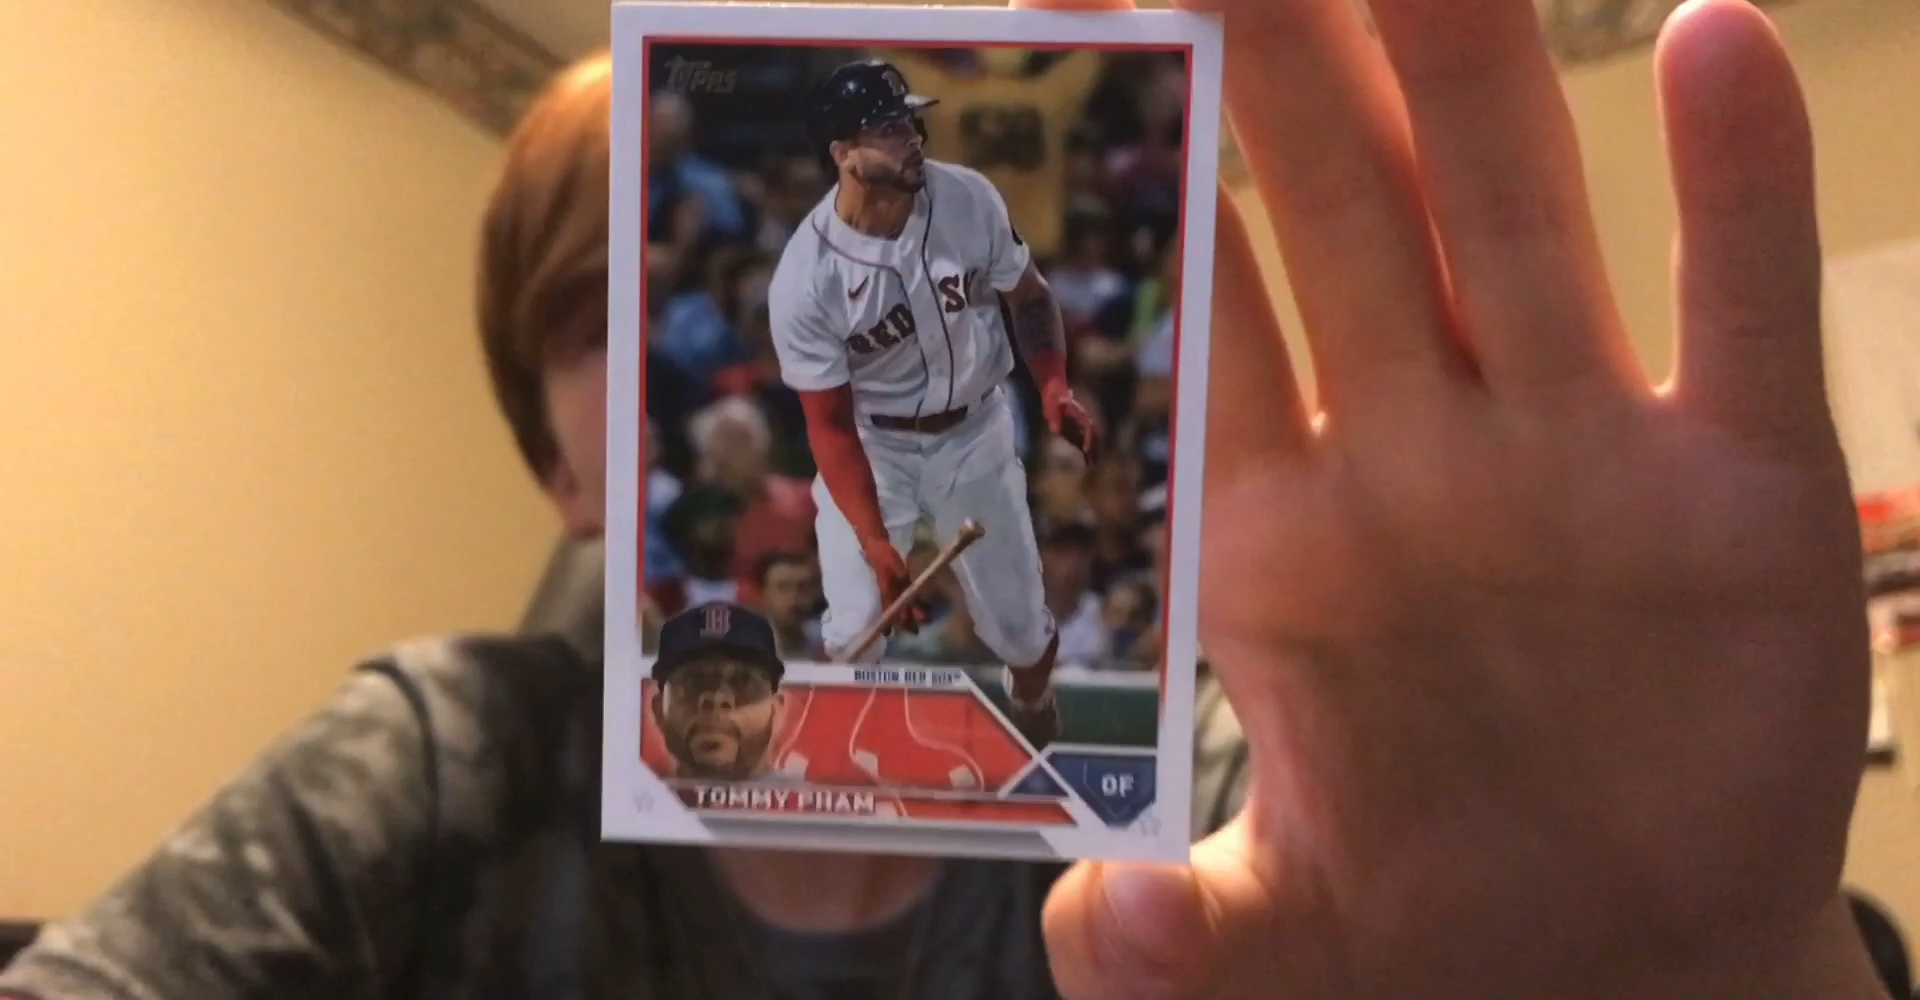 Topps
B
RED SOX
B
BOSTON RED SOX
TOMMY PHAM
OF